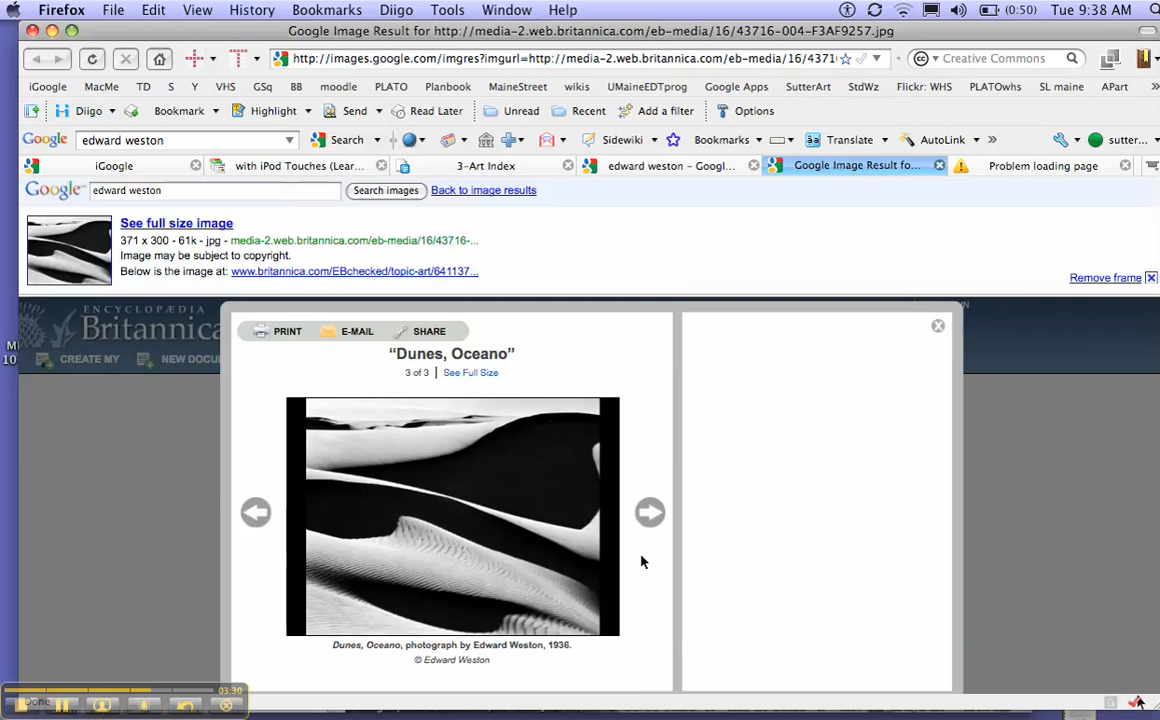 Firefox File Edit View History Bookmarks Diigo Tools Window Help (0:50) Tue 9:38 AM
Google Image Result for http://media-2.web.britannica.com/eb-media/16/43716-004-F3AF9257.jpg
http://images.google.com/imgres?imgurl=http://media-2.web.britannica.com/eb-media/16/4371 cc Creative Commons
iGoogle MacMe TD S Y VHS GSq BB moodle PLATO Planbook MaineStreet wikis UMaineEDTprog Google Apps SutterArt StdWz Flickr: WHS PLATOwhs SL maine APart
Diigo Bookmark Highlight Send Read Later Unread Recent Add a filter Options
Google edward weston Search Sidewiki Bookmarks Translate AutoLink sutter...
iGoogle with iPod Touches (Lear... 3-Art Index edward weston - Googl... Google Image Result fo... Problem loading page
Google edward weston Search images Back to image results
See full size image
371 x 300 - 61k - jpg - media-2.web.britannica.com/eb-media/16/43716-...
Image may be subject to copyright.
Below is the image at: www.britannica.com/EBchecked/topic-art/641137...
Remove frame
ENCYCLOPÆDIA
Britannica
CREATE MY NEW DOCU
PRINT E-MAIL SHARE
“Dunes, Oceano”
3 of 3 | See Full Size
Dunes, Oceano, photograph by Edward Weston, 1936.
© Edward Weston
03:30
Done